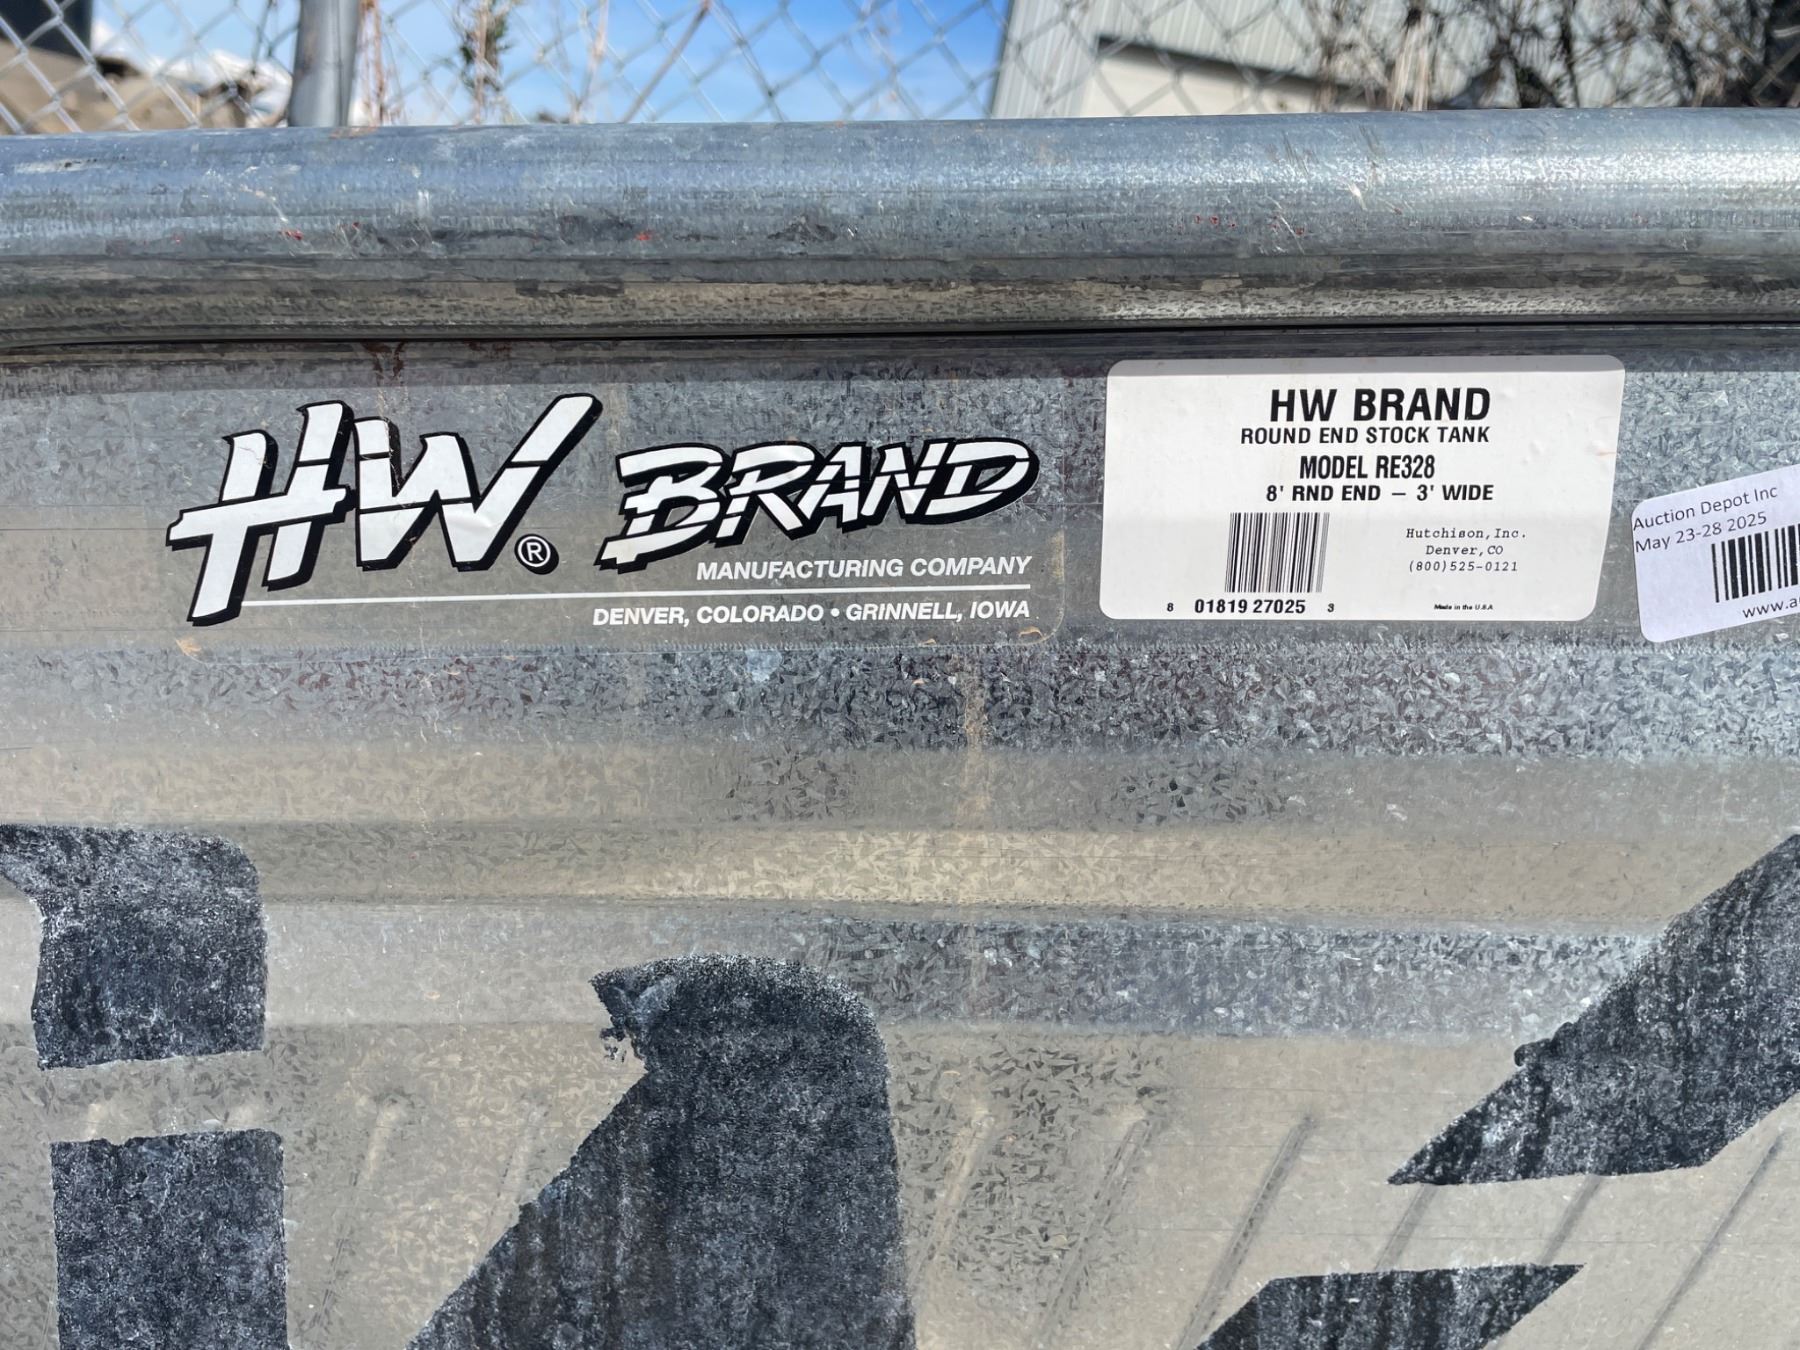 HW® BRAND
MANUFACTURING COMPANY
DENVER, COLORADO • GRINNELL, IOWA
HW BRAND
ROUND END STOCK TANK
MODEL RE328
8' RND END – 3' WIDE
Hutchison, Inc.
Denver, CO
(800)525-0121
8 01819 27025 3
Made in the U.S.A
Auction Depot Inc
May 23-28 2025